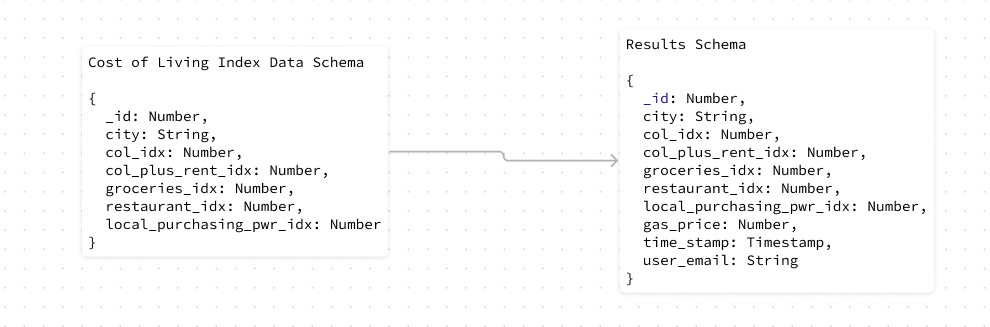 Cost of Living Index Data Schema
{
  _id: Number,
  city: String,
  col_idx: Number,
  col_plus_rent_idx: Number,
  groceries_idx: Number,
  restaurant_idx: Number,
  local_purchasing_pwr_idx: Number
}
Results Schema
{
  _id: Number,
  city: String,
  col_idx: Number,
  col_plus_rent_idx: Number,
  groceries_idx: Number,
  restaurant_idx: Number,
  local_purchasing_pwr_idx: Number,
  gas_price: Number,
  time_stamp: Timestamp,
  user_email: String
}